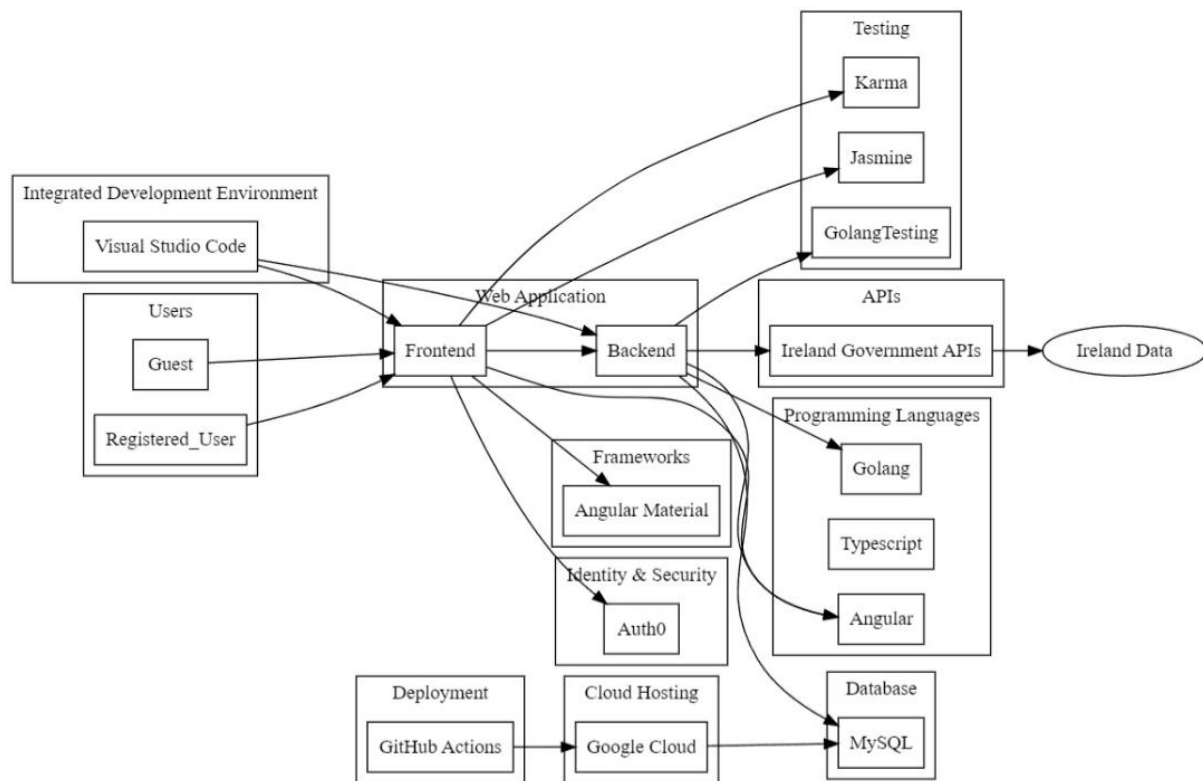 Testing
Karma
Jasmine
GolangTesting
Integrated Development Environment
Visual Studio Code
Users
Guest
Registered_User
Web Application
Frontend
Backend
APIs
Ireland Government APIs
Ireland Data
Programming Languages
Golang
Typescript
Angular
Frameworks
Angular Material
Identity & Security
Auth0
Deployment
GitHub Actions
Cloud Hosting
Google Cloud
Database
MySQL